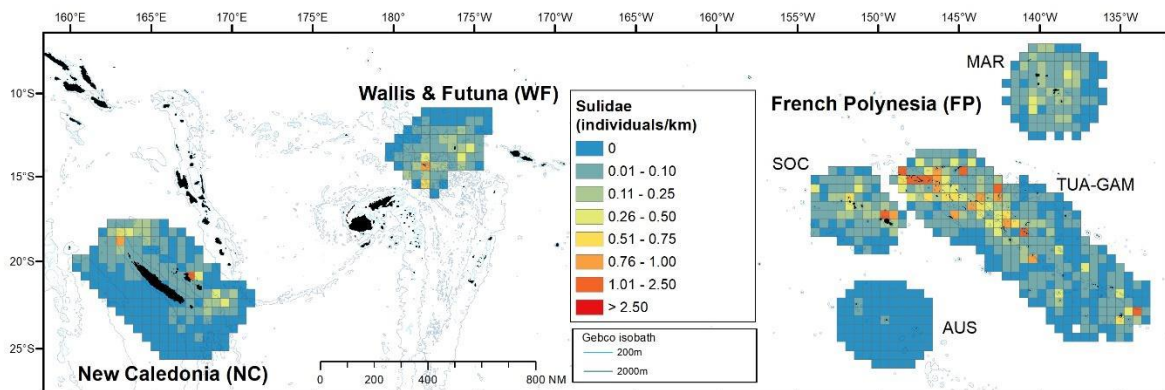 160°E 165°E 170°E 175°E 180° 175°W 170°W 165°W 160°W 155°W 150°W 145°W 140°W 135°W
10°S
15°S
20°S
25°S
Wallis & Futuna (WF)
New Caledonia (NC)
0 200 400 800 NM
Sulidae
(individuals/km)
0
0.01 - 0.10
0.11 - 0.25
0.26 - 0.50
0.51 - 0.75
0.76 - 1.00
1.01 - 2.50
> 2.50
Gebco isobath
200m
2000m
French Polynesia (FP)
MAR
SOC
TUA-GAM
AUS